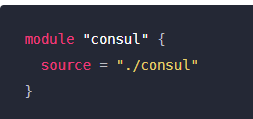 module "consul" {
  source = "./consul"
}